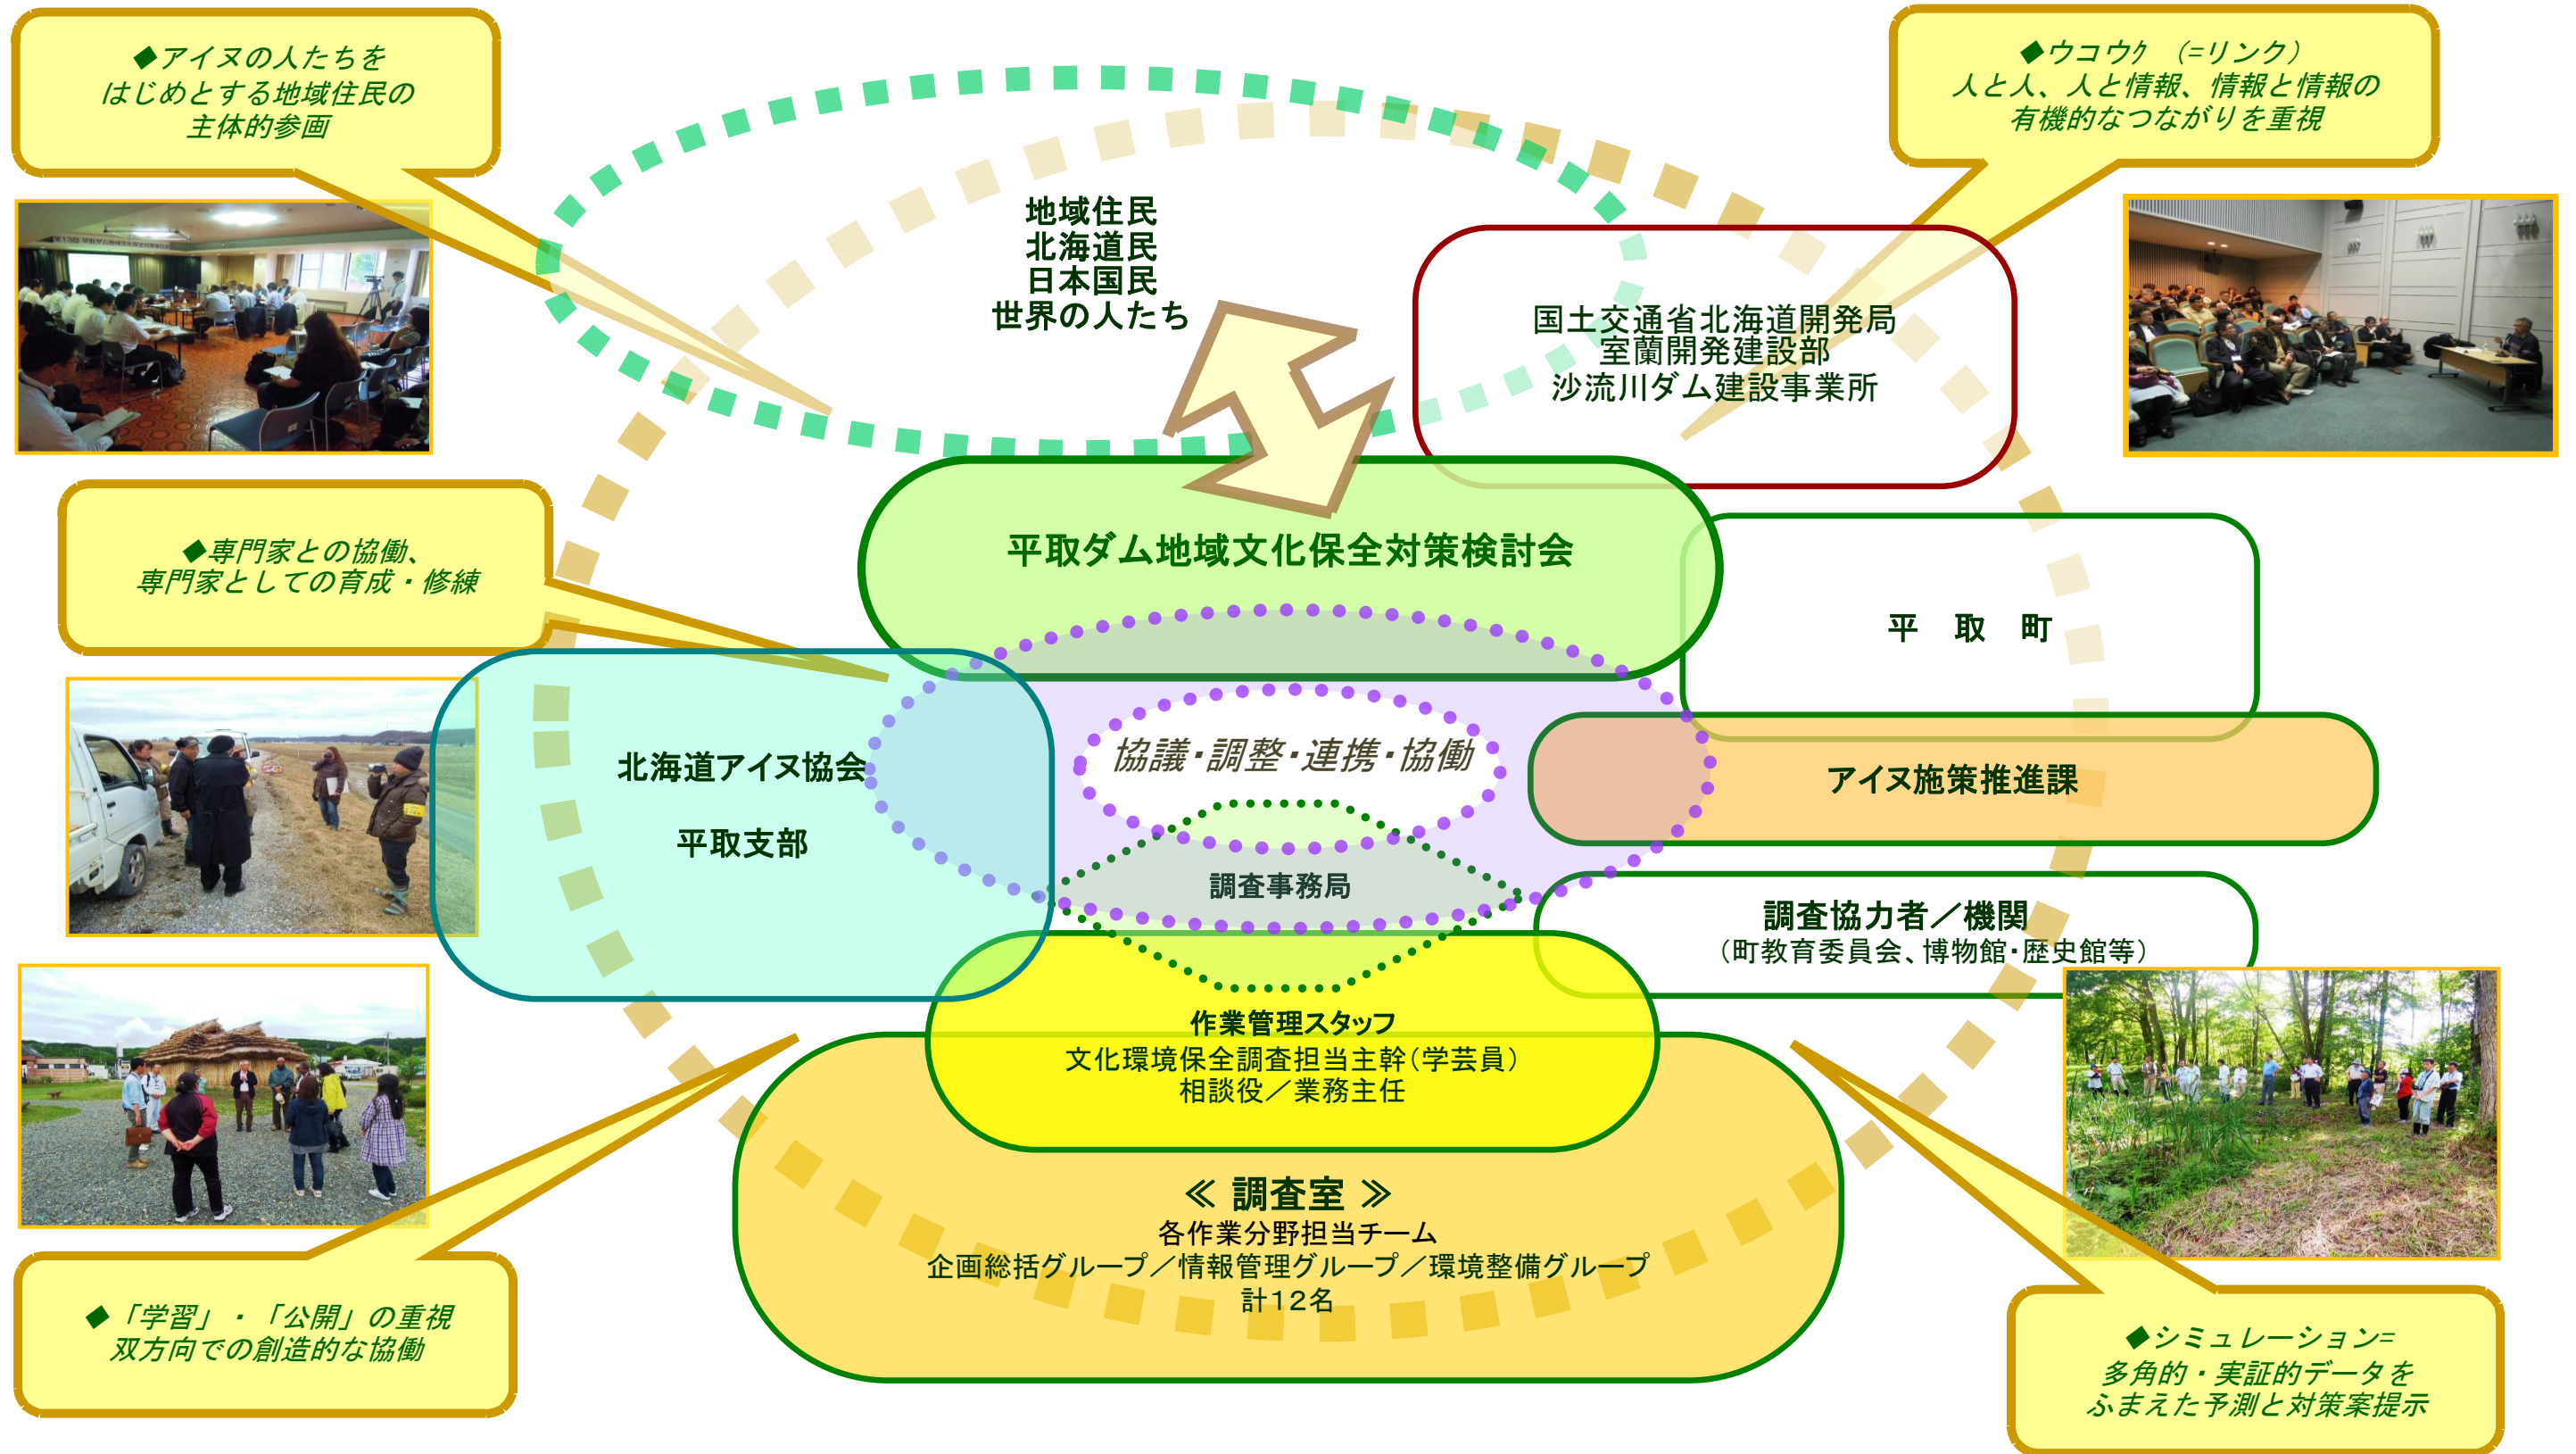 ◆アイヌの人たちを
はじめとする地域住民の
主体的参画
◆ウコウㇰ （=リンク）
人と人、人と情報、情報と情報の
有機的なつながりを重視
地域住民
北海道民
日本国民
世界の人たち
国土交通省北海道開発局
室蘭開発建設部
沙流川ダム建設事業所
◆専門家との協働、
専門家としての育成・修練
平取ダム地域文化保全対策検討会
平　取　町
北海道アイヌ協会
平取支部
協議・調整・連携・協働
アイヌ施策推進課
調査事務局
調査協力者／機関
（町教育委員会、博物館・歴史館等）
作業管理スタッフ
文化環境保全調査担当主幹（学芸員）
相談役／業務主任
≪ 調査室 ≫
各作業分野担当チーム
企画総括グループ／情報管理グループ／環境整備グループ
計１２名
◆「学習」・「公開」の重視
双方向での創造的な協働
◆シミュレーション=
多角的・実証的データを
ふまえた予測と対策案提示